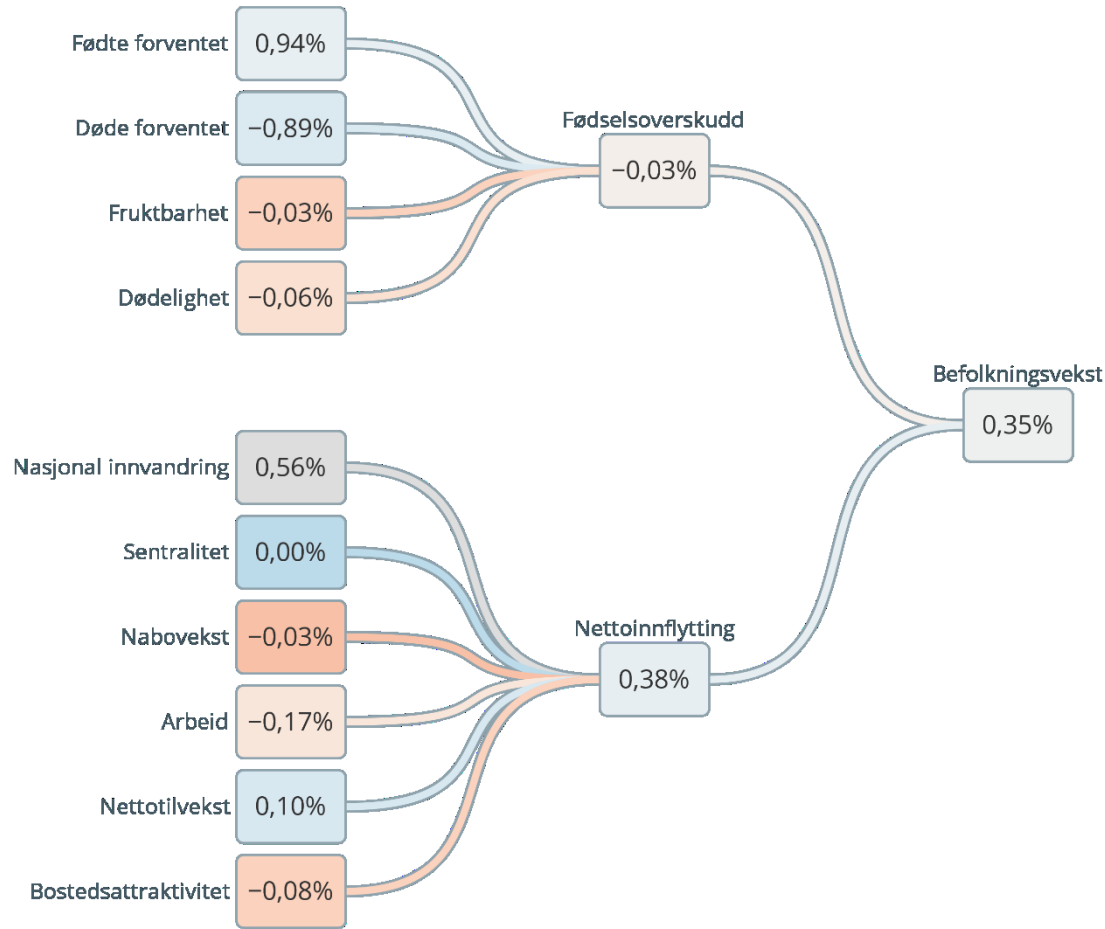 Fødte forventet 0,94%
Døde forventet −0,89%
Fruktbarhet −0,03%
Dødelighet −0,06%
Fødselsoverskudd
−0,03%
Nasjonal innvandring 0,56%
Sentralitet 0,00%
Nabovekst −0,03%
Arbeid −0,17%
Nettotilvekst 0,10%
Bostedsattraktivitet −0,08%
Nettoinnflytting
0,38%
Befolkningsvekst
0,35%